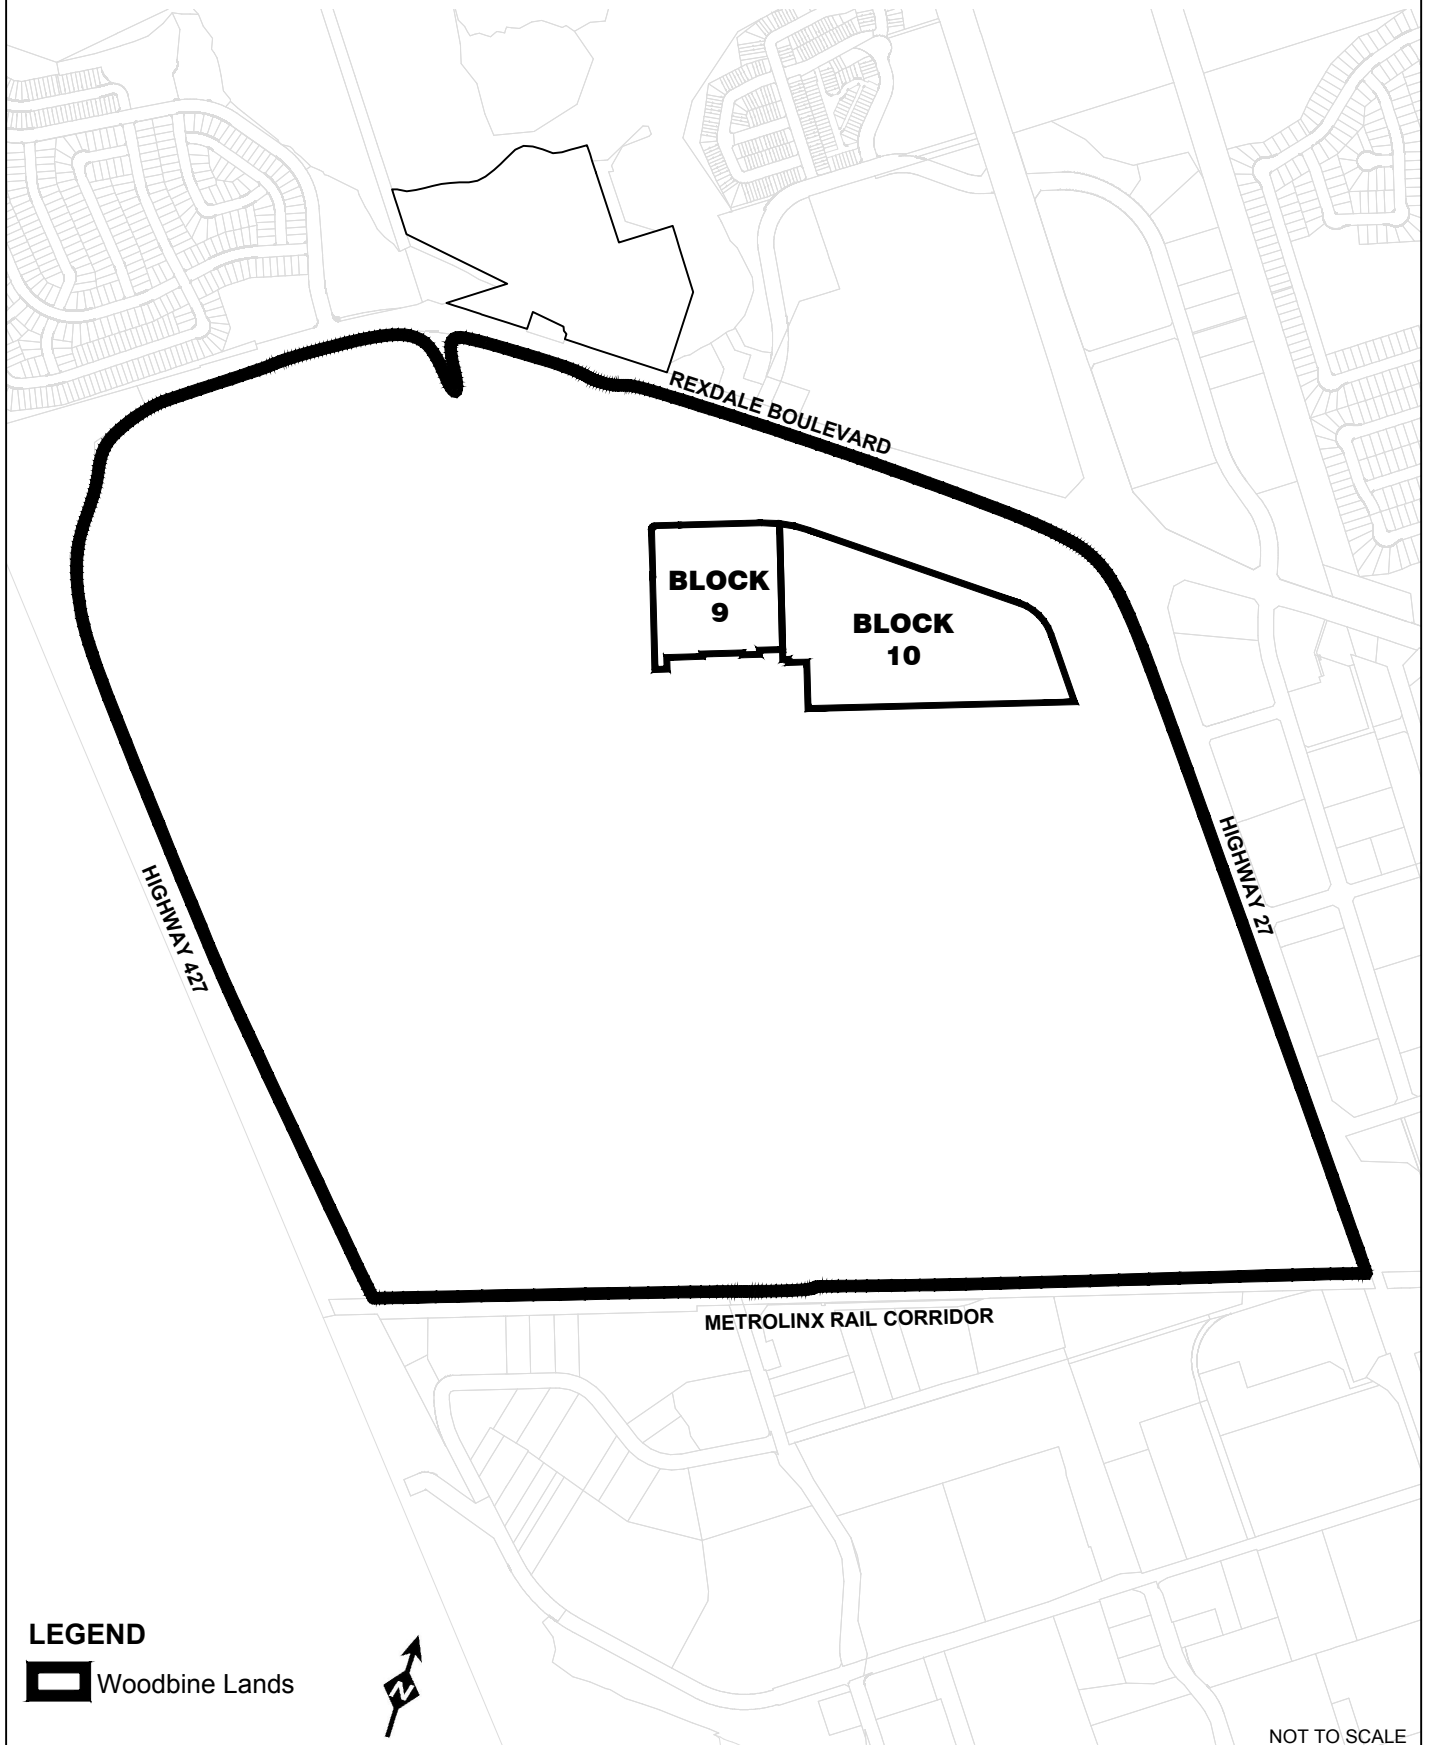 REXDALE BOULEVARD
BLOCK
9
BLOCK
10
HIGHWAY 427
HIGHWAY 27
METROLINX RAIL CORRIDOR
LEGEND
Woodbine Lands
N
NOT TO SCALE